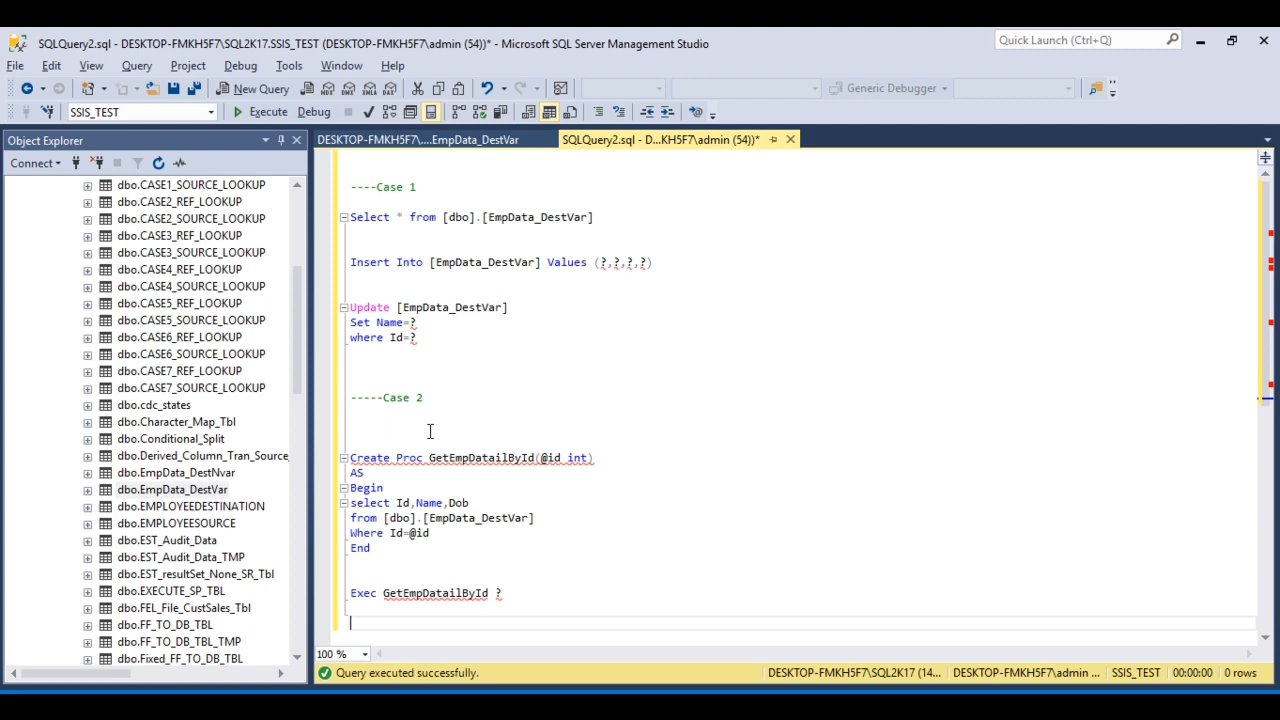 SQLQuery2.sql - DESKTOP-FMKH5F7\SQL2K17.SSIS_TEST (DESKTOP-FMKH5F7\admin (54))* - Microsoft SQL Server Management Studio
Quick Launch (Ctrl+Q)
File Edit View Query Project Debug Tools Window Help
New Query
Generic Debugger
SSIS_TEST
Execute Debug
Object Explorer
DESKTOP-FMKH5F7\....EmpData_DestVar
SQLQuery2.sql - D...KH5F7\admin (54))*
Connect
dbo.CASE1_SOURCE_LOOKUP
dbo.CASE2_REF_LOOKUP
dbo.CASE2_SOURCE_LOOKUP
dbo.CASE3_REF_LOOKUP
dbo.CASE3_SOURCE_LOOKUP
dbo.CASE4_REF_LOOKUP
dbo.CASE4_SOURCE_LOOKUP
dbo.CASE5_REF_LOOKUP
dbo.CASE5_SOURCE_LOOKUP
dbo.CASE6_REF_LOOKUP
dbo.CASE6_SOURCE_LOOKUP
dbo.CASE7_REF_LOOKUP
dbo.CASE7_SOURCE_LOOKUP
dbo.cdc_states
dbo.Character_Map_Tbl
dbo.Conditional_Split
dbo.Derived_Column_Tran_Source_
dbo.EmpData_DestNvar
dbo.EmpData_DestVar
dbo.EMPLOYEEDESTINATION
dbo.EMPLOYEESOURCE
dbo.EST_Audit_Data
dbo.EST_Audit_Data_TMP
dbo.EST_resultSet_None_SR_Tbl
dbo.EXECUTE_SP_TBL
dbo.FEL_File_CustSales_Tbl
dbo.FF_TO_DB_TBL
dbo.FF_TO_DB_TBL_TMP
dbo.Fixed_FF_TO_DB_TBL
----Case 1
Select * from [dbo].[EmpData_DestVar]
Insert Into [EmpData_DestVar] Values (?,?,?,?)
Update [EmpData_DestVar]
Set Name=?
where Id=?
-----Case 2
Create Proc GetEmpDatailById(@id int)
AS
Begin
select Id,Name,Dob
from [dbo].[EmpData_DestVar]
Where Id=@id
End
Exec GetEmpDatailById ?
100 %
Query executed successfully.
DESKTOP-FMKH5F7\SQL2K17 (14...
DESKTOP-FMKH5F7\admin ...
SSIS_TEST
00:00:00
0 rows